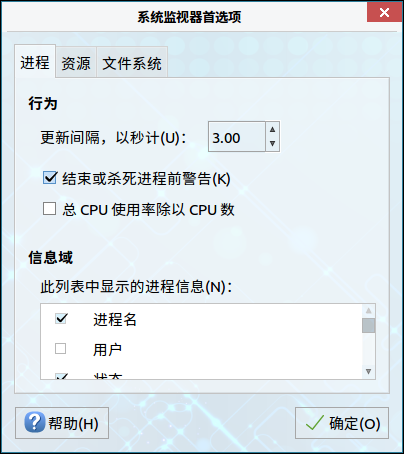 系统监视器首选项
进程 资源 文件系统
行为
更新间隔，以秒计(U)： 3.00
结束或杀死进程前警告(K)
总 CPU 使用率除以 CPU 数
信息域
此列表中显示的进程信息(N)：
进程名
用户
状态
帮助(H) 确定(O)